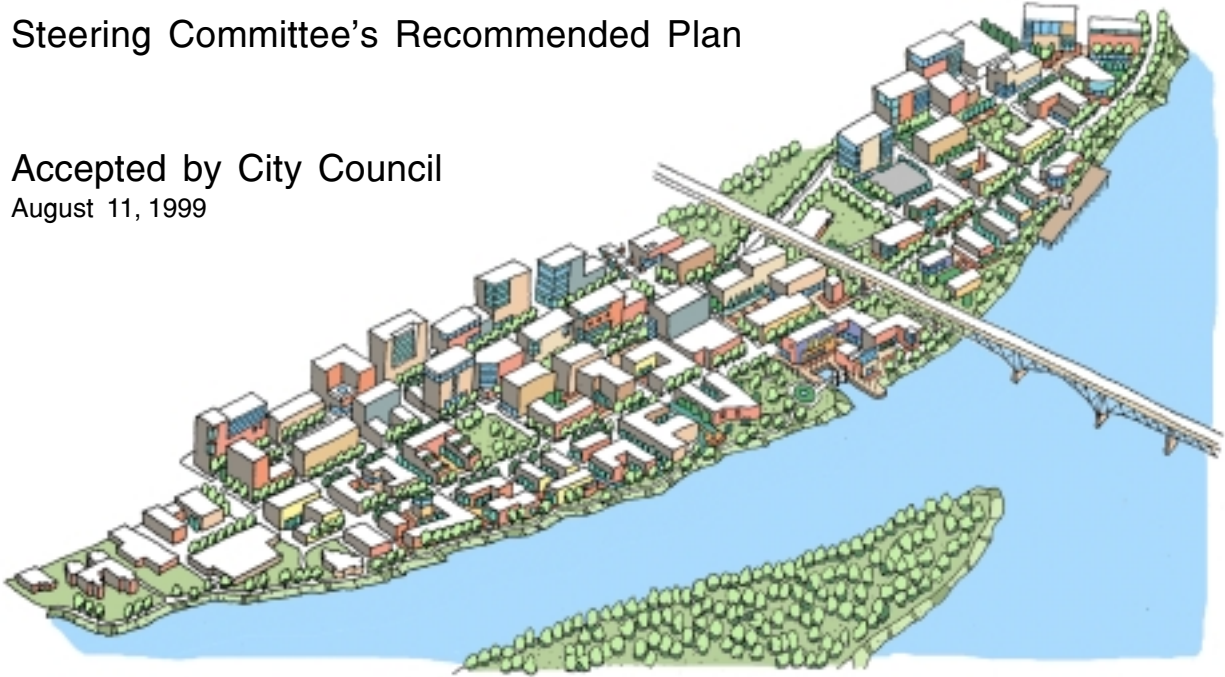 Steering Committee’s Recommended Plan
Accepted by City Council
August 11, 1999